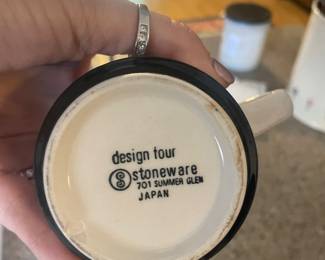 design tour
stoneware
701 SUMMER GLEN
JAPAN